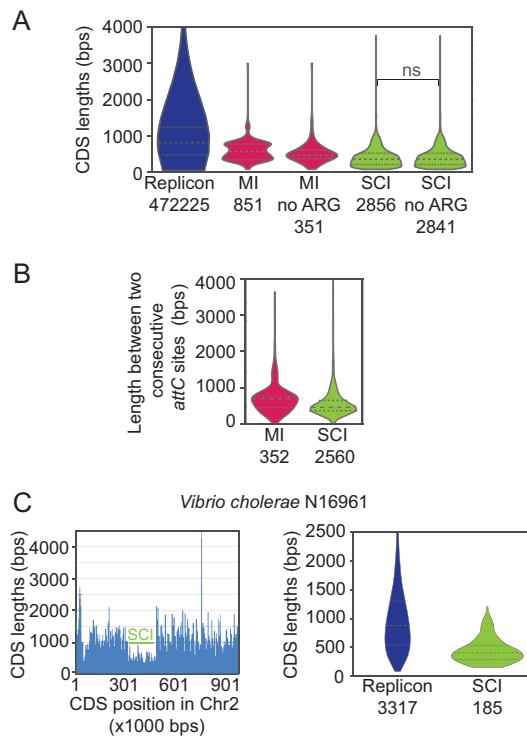 A
CDS lengths (bps)
4000
3000
2000
1000
0
ns
Replicon MI MI SCI SCI
472225 851 no ARG 2856 no ARG
351 2841
B
Length between two
consecutive
attC sites (bps)
4000
3000
2000
1000
0
MI SCI
352 2560
C
Vibrio cholerae N16961
CDS lengths (bps)
4000
3000
2000
1000
0
SCI
1 301 601 901
CDS position in Chr2
(x1000 bps)
CDS lengths (bps)
2500
2000
1500
1000
500
0
Replicon SCI
3317 185